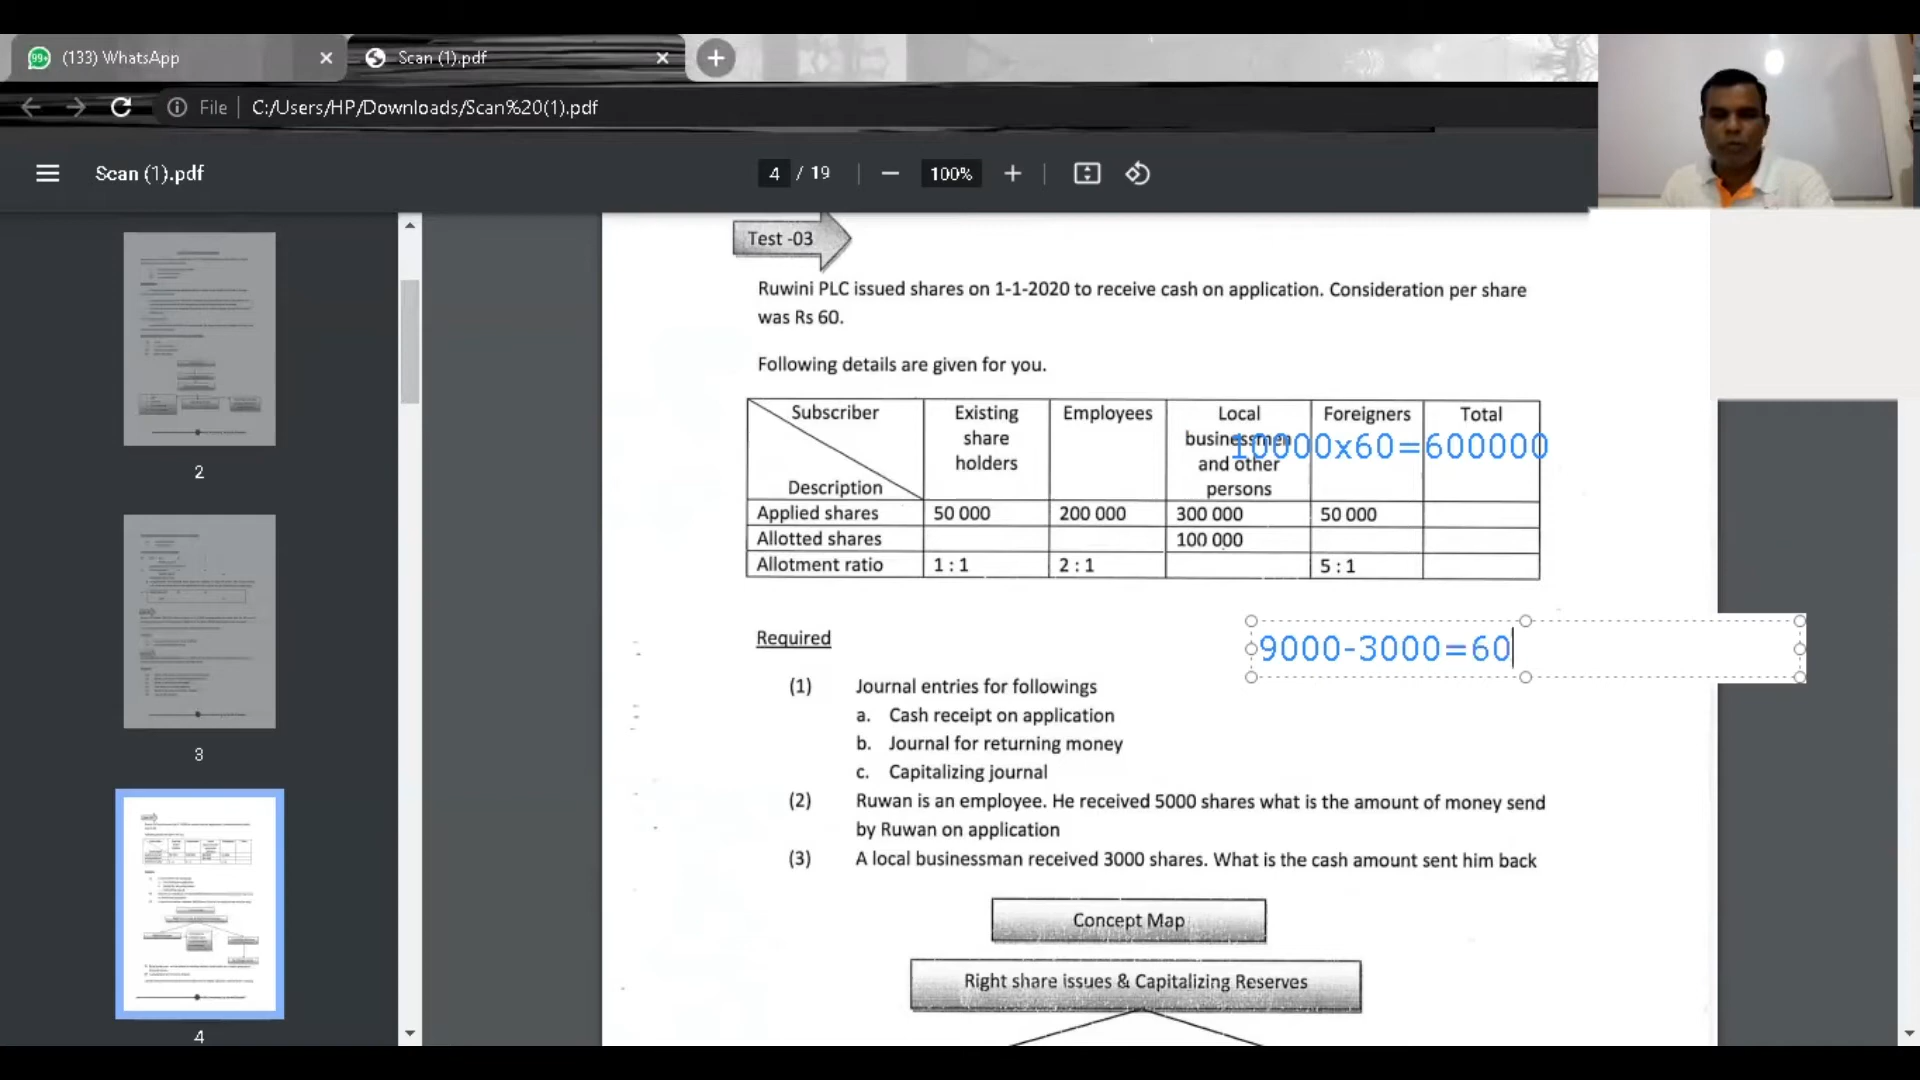 (133) WhatsApp
Scan (1).pdf
File
C:/Users/HP/Downloads/Scan%20(1).pdf
Scan (1).pdf
4 / 19
100%
2
3
4
Test -03
Ruwini PLC issued shares on 1-1-2020 to receive cash on application. Consideration per share
was Rs 60.
Following details are given for you.
Subscriber
Description
Existing
share
holders
Employees
Local
businessmen
and other
persons
Foreigners
Total
10000x60=600000
Applied shares 50 000 200 000 300 000 50 000
Allotted shares 100 000
Allotment ratio 1 : 1 2 : 1 5 : 1
9000-3000=60
Required
(1) Journal entries for followings
a. Cash receipt on application
b. Journal for returning money
c. Capitalizing journal
(2) Ruwan is an employee. He received 5000 shares what is the amount of money send
by Ruwan on application
(3) A local businessman received 3000 shares. What is the cash amount sent him back
Concept Map
Right share issues & Capitalizing Reserves